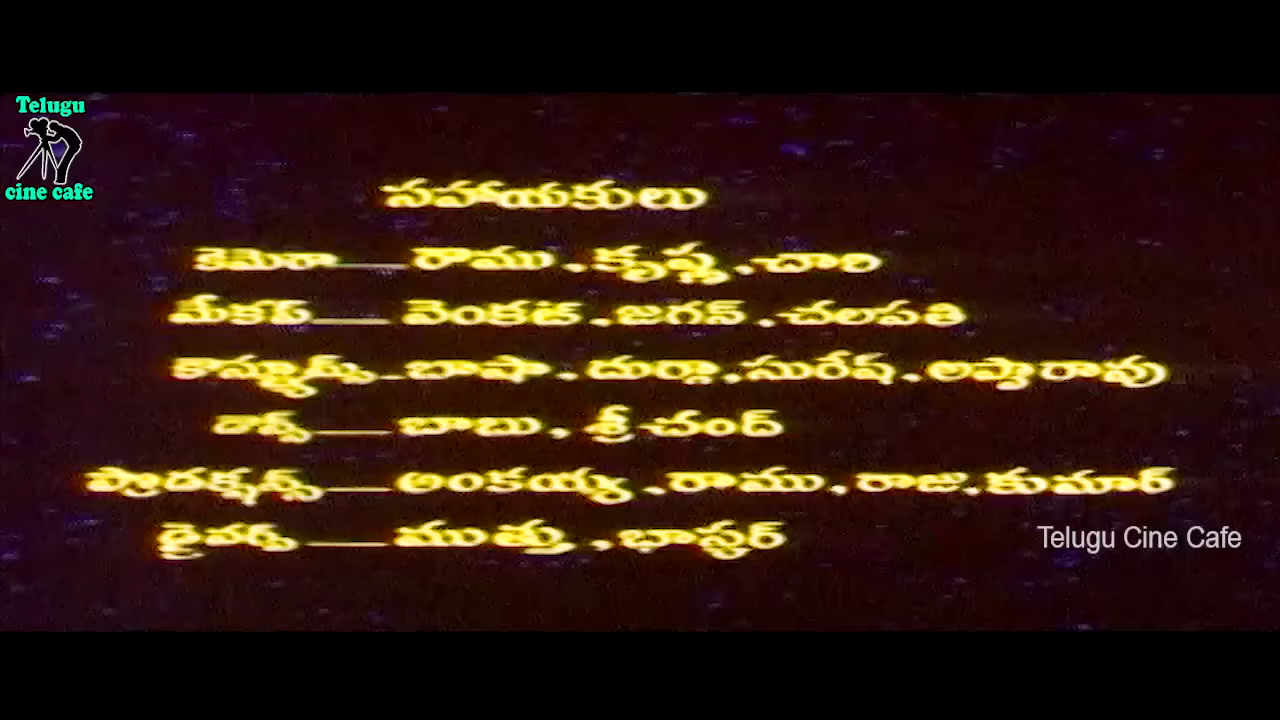 Telugu
cine cafe
సహాయకులు
కెమెరా — రాము, కృష్ణ, చారి
మేకప్ — వెంకట్, జగన్, చలపతి
కాస్ట్యూమ్స్ - బాషా, దుర్గా, సురేష, అప్పారావు
డాన్స్ — బాబు, శ్రీచంద్
ప్రొడక్షన్స్ — అంకయ్య, రాము, రాజు, కుమార్
డ్రైవర్స్ — ముత్తు, భాస్కర్
Telugu Cine Cafe